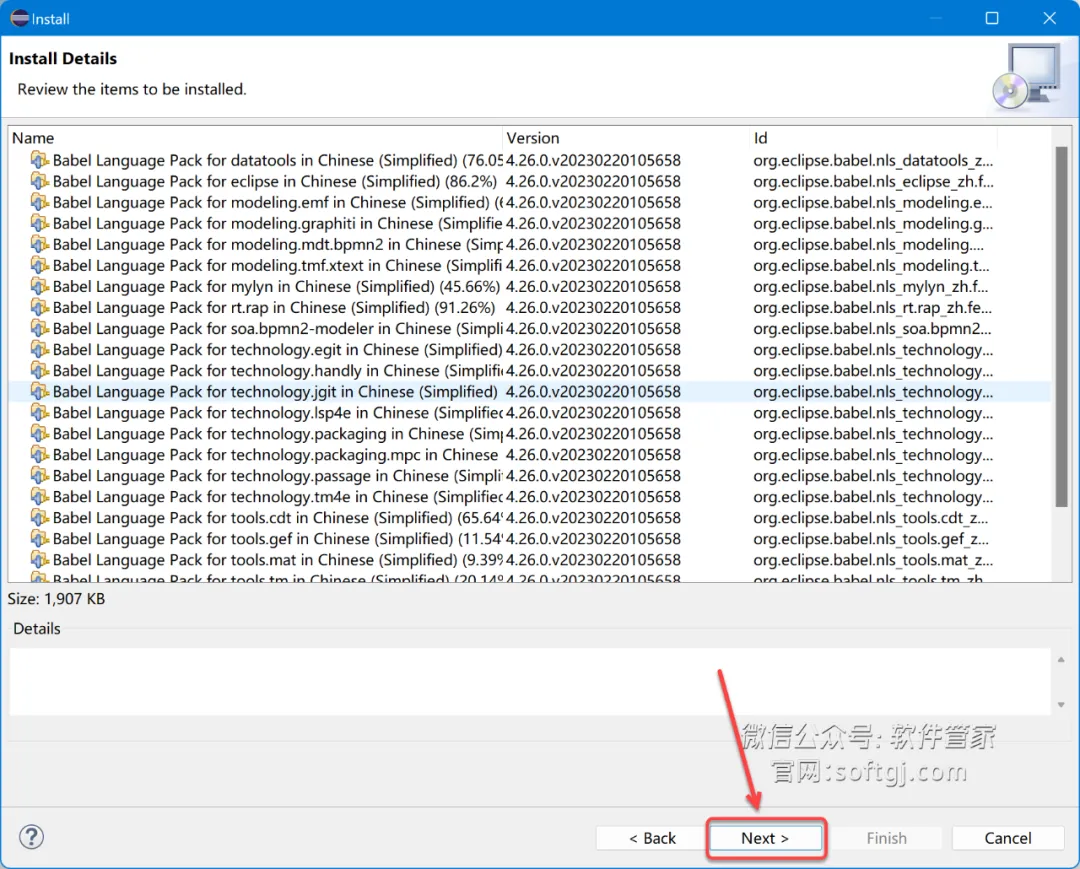 Install
Install Details
Review the items to be installed.
Name Version Id
Babel Language Pack for datatools in Chinese (Simplified) (76.05 4.26.0.v20230220105658 org.eclipse.babel.nls_datatools_z...
Babel Language Pack for eclipse in Chinese (Simplified) (86.2%) 4.26.0.v20230220105658 org.eclipse.babel.nls_eclipse_zh.f...
Babel Language Pack for modeling.emf in Chinese (Simplified) (6 4.26.0.v20230220105658 org.eclipse.babel.nls_modeling.e...
Babel Language Pack for modeling.graphiti in Chinese (Simplifie 4.26.0.v20230220105658 org.eclipse.babel.nls_modeling.g...
Babel Language Pack for modeling.mdt.bpmn2 in Chinese (Simp 4.26.0.v20230220105658 org.eclipse.babel.nls_modeling....
Babel Language Pack for modeling.tmf.xtext in Chinese (Simplifi 4.26.0.v20230220105658 org.eclipse.babel.nls_modeling.t...
Babel Language Pack for mylyn in Chinese (Simplified) (45.66%) 4.26.0.v20230220105658 org.eclipse.babel.nls_mylyn_zh.f...
Babel Language Pack for rt.rap in Chinese (Simplified) (91.26%) 4.26.0.v20230220105658 org.eclipse.babel.nls_rt.rap_zh.fe...
Babel Language Pack for soa.bpmn2-modeler in Chinese (Simpli 4.26.0.v20230220105658 org.eclipse.babel.nls_soa.bpmn2...
Babel Language Pack for technology.egit in Chinese (Simplified) 4.26.0.v20230220105658 org.eclipse.babel.nls_technology...
Babel Language Pack for technology.handly in Chinese (Simplifie 4.26.0.v20230220105658 org.eclipse.babel.nls_technology...
Babel Language Pack for technology.jgit in Chinese (Simplified) 4.26.0.v20230220105658 org.eclipse.babel.nls_technology...
Babel Language Pack for technology.lsp4e in Chinese (Simplified 4.26.0.v20230220105658 org.eclipse.babel.nls_technology...
Babel Language Pack for technology.packaging in Chinese (Simp 4.26.0.v20230220105658 org.eclipse.babel.nls_technology...
Babel Language Pack for technology.packaging.mpc in Chinese 4.26.0.v20230220105658 org.eclipse.babel.nls_technology...
Babel Language Pack for technology.passage in Chinese (Simpli 4.26.0.v20230220105658 org.eclipse.babel.nls_technology...
Babel Language Pack for technology.tm4e in Chinese (Simplified 4.26.0.v20230220105658 org.eclipse.babel.nls_technology...
Babel Language Pack for tools.cdt in Chinese (Simplified) (65.64% 4.26.0.v20230220105658 org.eclipse.babel.nls_tools.cdt_z...
Babel Language Pack for tools.gef in Chinese (Simplified) (11.54% 4.26.0.v20230220105658 org.eclipse.babel.nls_tools.gef_z...
Babel Language Pack for tools.mat in Chinese (Simplified) (9.39% 4.26.0.v20230220105658 org.eclipse.babel.nls_tools.mat_z...
Babel Language Pack for tools.tm in Chinese (Simplified) (20.14% 4.26.0.v20230220105658 org.eclipse.babel.nls_tools.tm_zh
Size: 1,907 KB
Details
微信公众号:软件管家
官网:softgj.com
? < Back Next > Finish Cancel